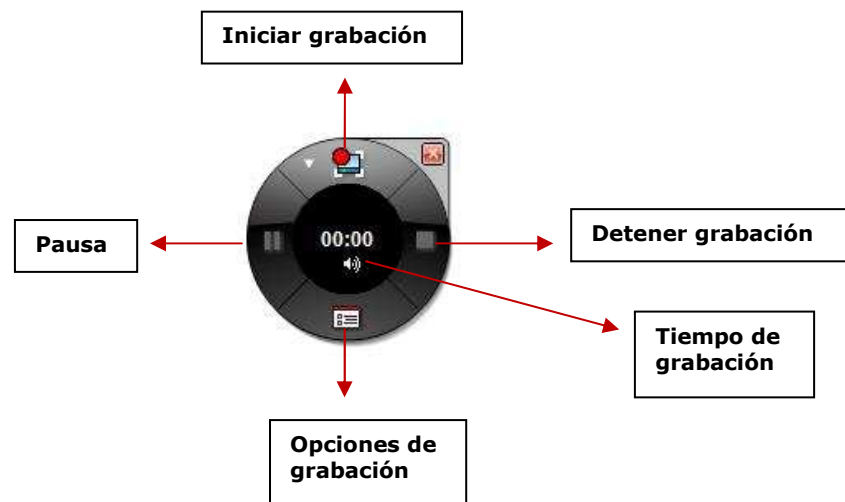 Iniciar grabación
Pausa
00:00
Detener grabación
Tiempo de
grabación
Opciones de
grabación